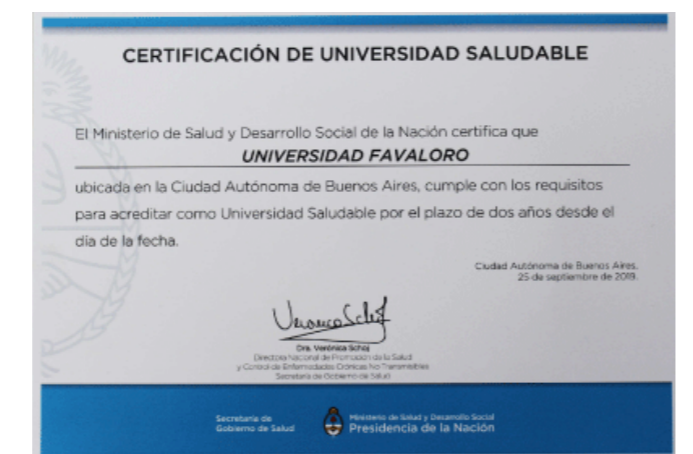 CERTIFICACIÓN DE UNIVERSIDAD SALUDABLE
El Ministerio de Salud y Desarrollo Social de la Nación certifica que
UNIVERSIDAD FAVALORO
ubicada en la Ciudad Autónoma de Buenos Aires, cumple con los requisitos
para acreditar como Universidad Saludable por el plazo de dos años desde el
día de la fecha.
Ciudad Autónoma de Buenos Aires,
25 de septiembre de 2019.
Veronica Schoj
Dra. Verónica Schoj
Directora Nacional de Promoción de la Salud
y Control de Enfermedades Crónicas No Transmisibles
Secretaría de Gobierno de Salud
Secretaría de
Gobierno de Salud
Ministerio de Salud y Desarrollo Social
Presidencia de la Nación